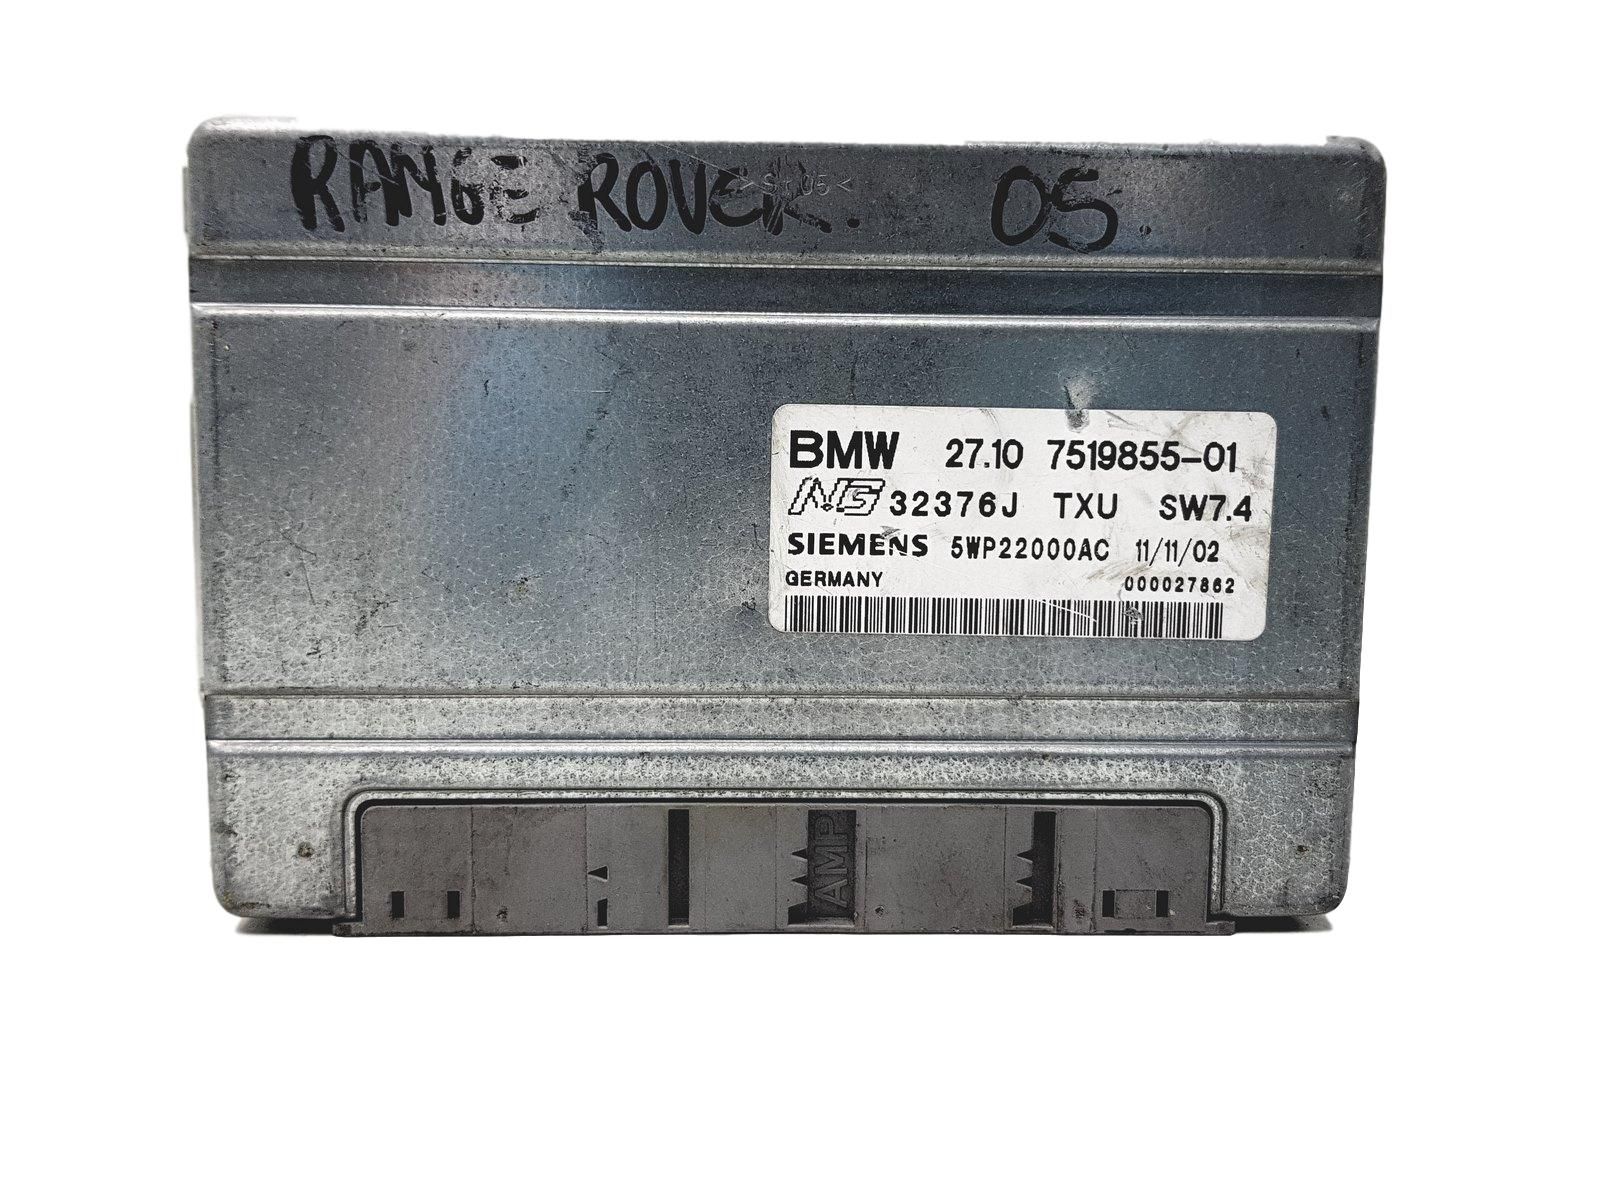 RANGE ROVER. 05.
BMW 27.10 7519855-01
NG 32376J TXU SW7.4
SIEMENS 5WP22000AC 11/11/02
GERMANY 000027862
AMP